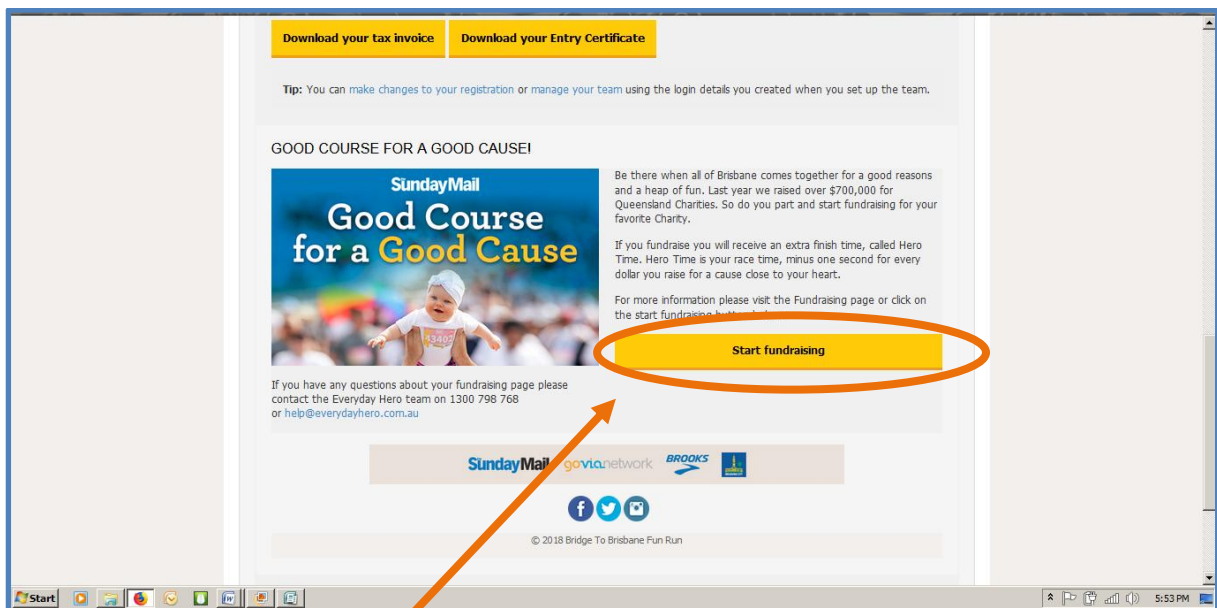 Download your tax invoice Download your Entry Certificate
Tip: You can make changes to your registration or manage your team using the login details you created when you set up the team.
GOOD COURSE FOR A GOOD CAUSE!
SundayMail
Good Course
for a Good Cause
43402
Be there when all of Brisbane comes together for a good reasons
and a heap of fun. Last year we raised over $700,000 for
Queensland Charities. So do you part and start fundraising for your
favorite Charity.
If you fundraise you will receive an extra finish time, called Hero
Time. Hero Time is your race time, minus one second for every
dollar you raise for a cause close to your heart.
For more information please visit the Fundraising page or click on
the start fundraising
Start fundraising
If you have any questions about your fundraising page please
contact the Everyday Hero team on 1300 798 768
or help@everydayhero.com.au
SundayMail govianetwork BROOKS
© 2018 Bridge To Brisbane Fun Run
Start 5:53 PM